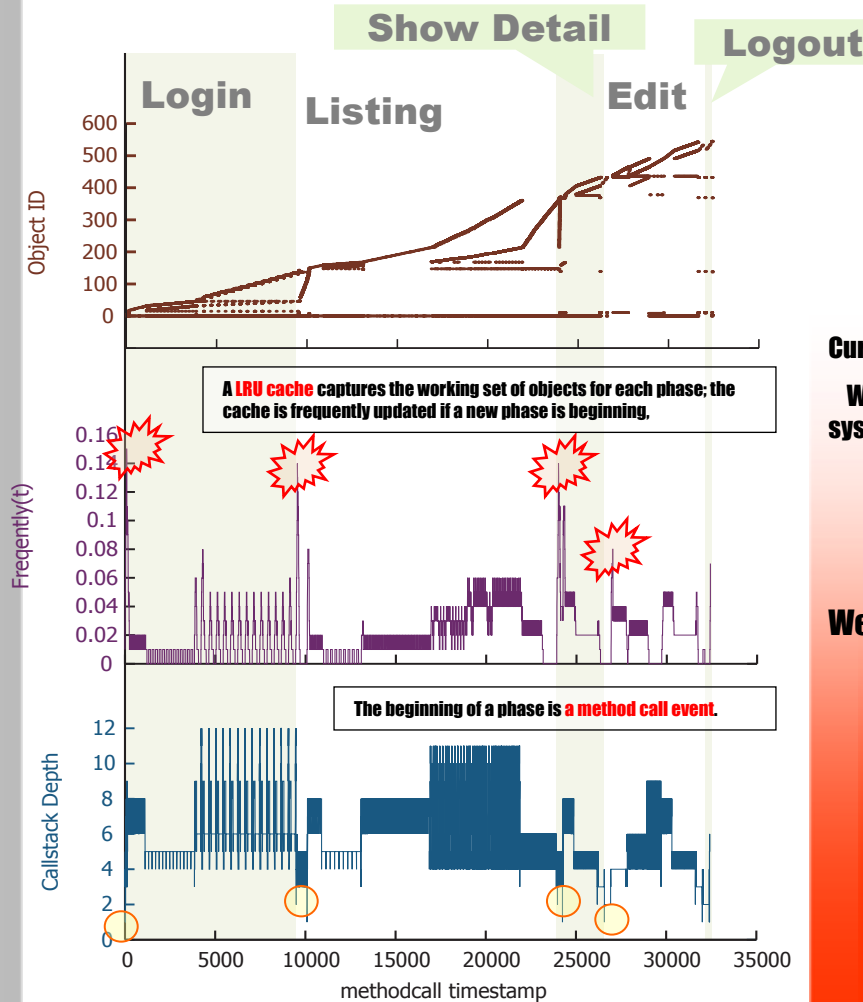 Show Detail
Logout
Login
Listing
Edit
600
500
400
300
200
100
0
Object ID
A LRU cache captures the working set of objects for each phase; the
cache is frequently updated if a new phase is beginning,
0.16
0.14
0.12
0.1
0.08
0.06
0.04
0.02
0
Freqently(t)
The beginning of a phase is a method call event.
12
10
8
6
4
2
0
Callstack Depth
0 5000 10000 15000 20000 25000 30000 35000
methodcall timestamp